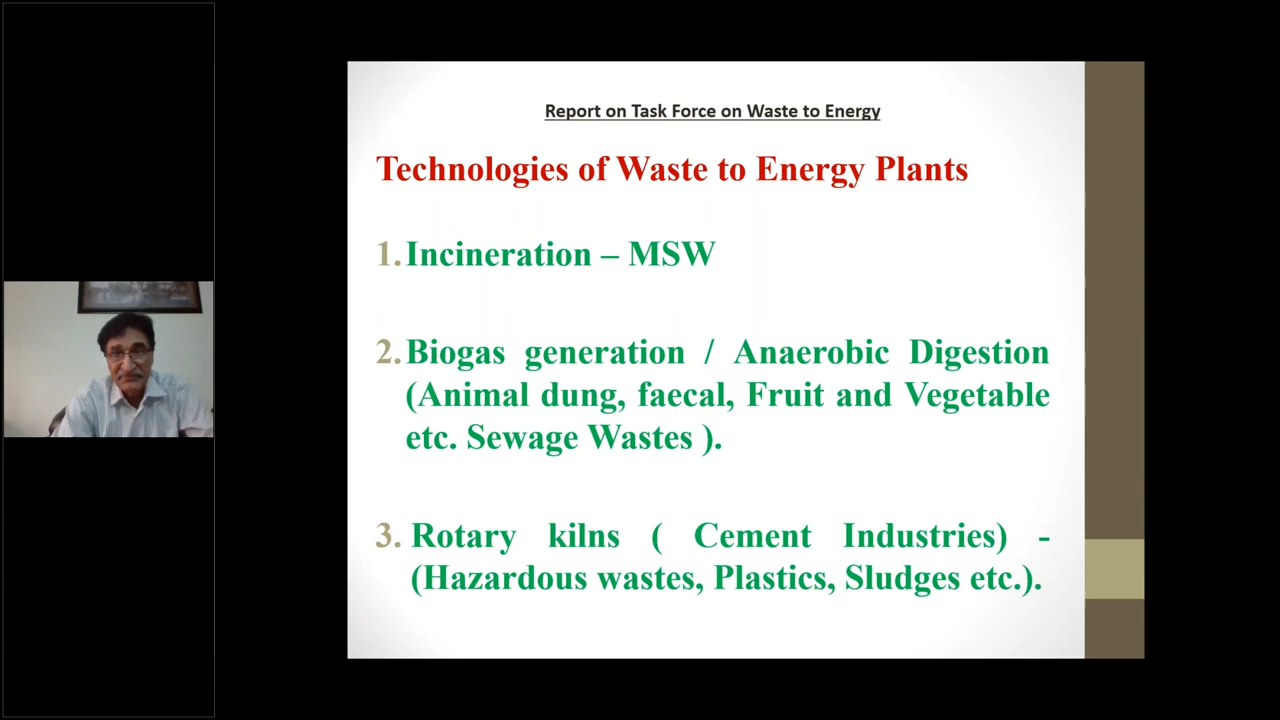 Report on Task Force on Waste to Energy
Technologies of Waste to Energy Plants
1. Incineration – MSW
2. Biogas generation / Anaerobic Digestion
(Animal dung, faecal, Fruit and Vegetable
etc. Sewage Wastes ).
3. Rotary kilns ( Cement Industries) -
(Hazardous wastes, Plastics, Sludges etc.).